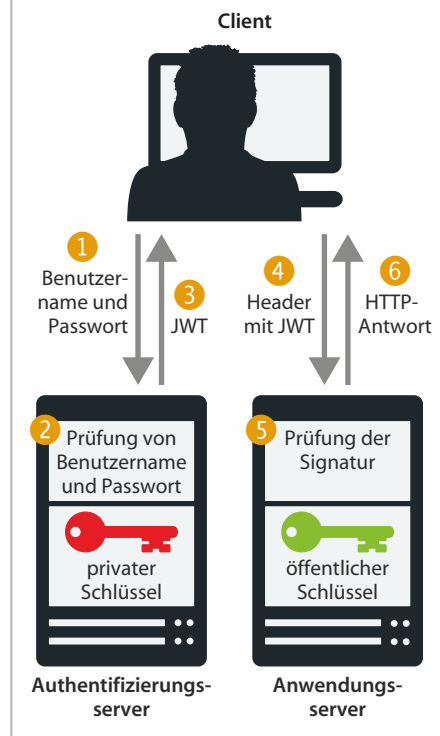 Client
1
Benutzer-
name und
Passwort
3
JWT
4
Header
mit JWT
6
HTTP-
Antwort
2
Prüfung von
Benutzername
und Passwort
privater
Schlüssel
5
Prüfung der
Signatur
öffentlicher
Schlüssel
Authentifizierungs-
server
Anwendungs-
server